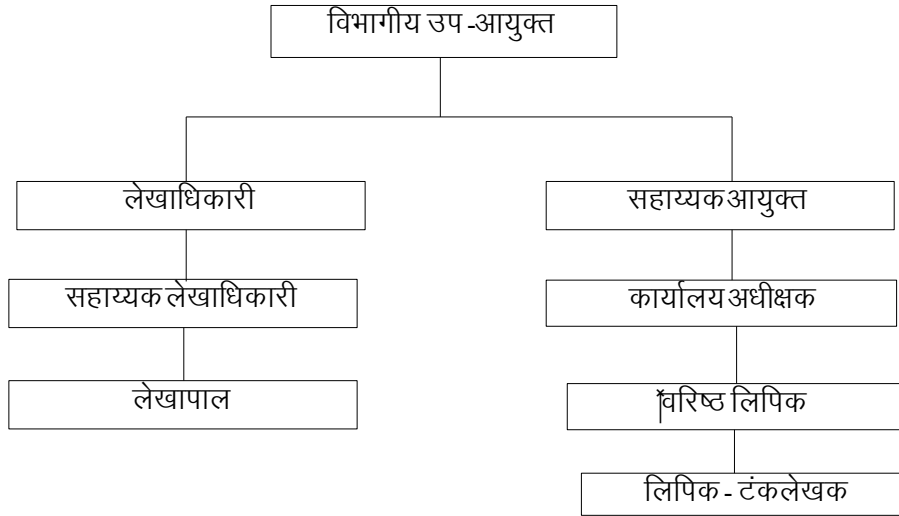 विभागीय उप -आयुक्त
लेखाधिकारी
सहाय्यक आयुक्त
सहाय्यक लेखाधिकारी
कार्यालय अधीक्षक
लेखापाल
वरिष्ठ लिपिक
लिपिक - टंकलेखक